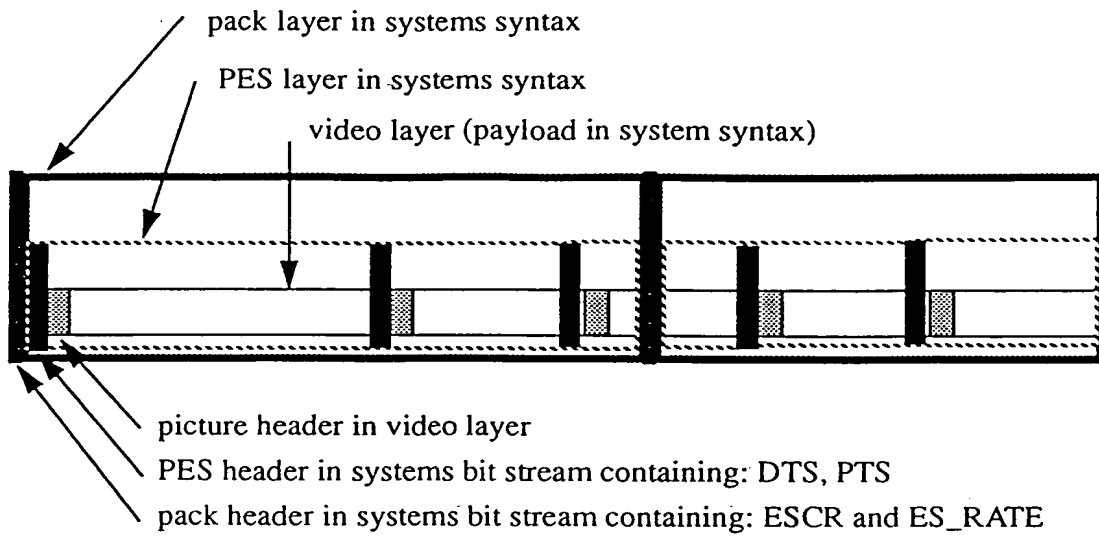 pack layer in systems syntax
PES layer in systems syntax
video layer (payload in system syntax)
picture header in video layer
PES header in systems bit stream containing: DTS, PTS
pack header in systems bit stream containing: ESCR and ES_RATE